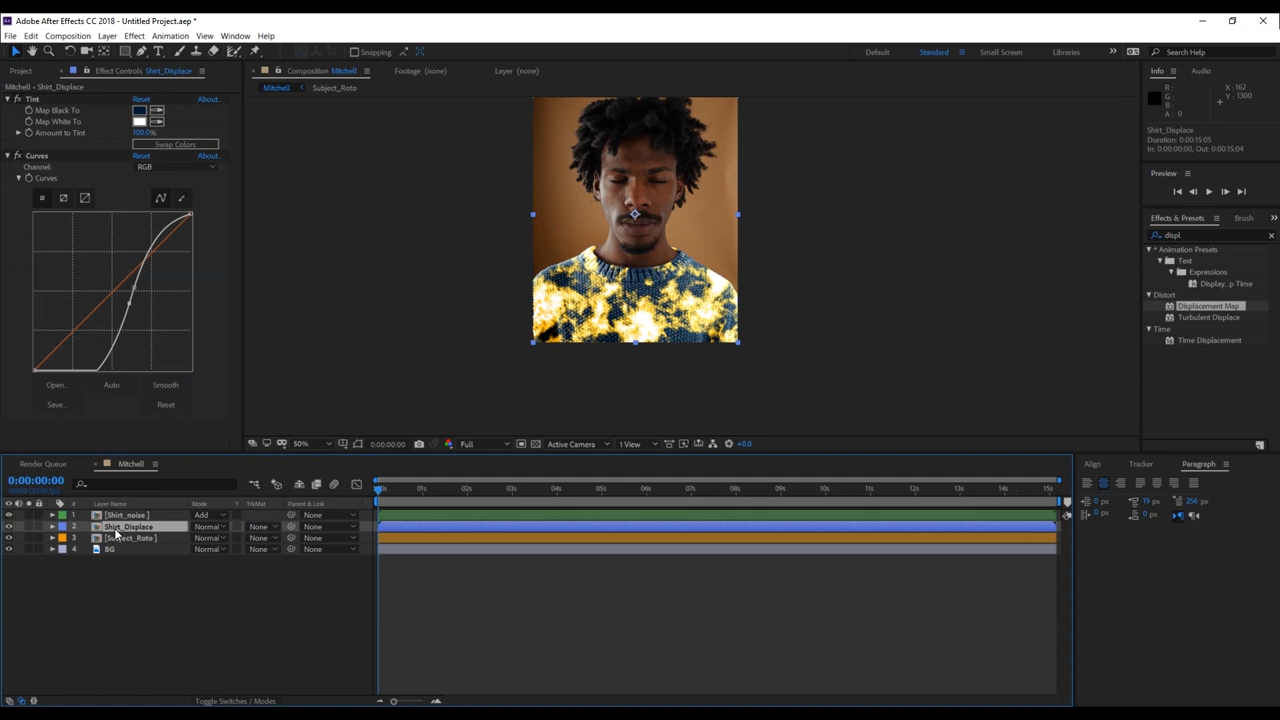 Adobe After Effects CC 2018 - Untitled Project.aep *
File Edit Composition Layer Effect Animation View Window Help
Snapping Default Standard Small Screen Libraries Search Help
Project Effect Controls Shirt_Displace Composition Mitchell Footage (none) Layer (none) Info Audio
Mitchell - Shirt_Displace Mitchell Subject_Roto
Tint Reset About...
Map Black To
Map White To
Amount to Tint 100.0%
Swap Colors
Curves Reset About...
Channel: RGB
Curves
Open... Auto Smooth
Save... Reset
R: X: 162
G: Y: 1300
B:
A: 0
Shirt_Displace
Duration: 0:00:15:05
In: 0:00:00:00, Out: 0:00:15:04
Preview
Effects & Presets Brush
displ
* Animation Presets
Text
Expressions
Display...p Time
Distort
Displacement Map
Turbulent Displace
Time
Time Displacement
50% 0:00:00:00 Full Active Camera 1 View +0.0
Render Queue Mitchell
0:00:00:00
# Layer Name Mode T TrkMat Parent & Link
01s 02s 03s 04s 05s 06s 07s 08s 09s 10s 11s 12s 13s 14s 15s
1 [Shirt_noise ] Add None
2 Shirt_Displace Normal None None
3 [Subject_Roto ] Normal None None
4 BG Normal None None
Toggle Switches / Modes
Align Tracker Paragraph
0 px 19 px 256 px
0 px 0 px